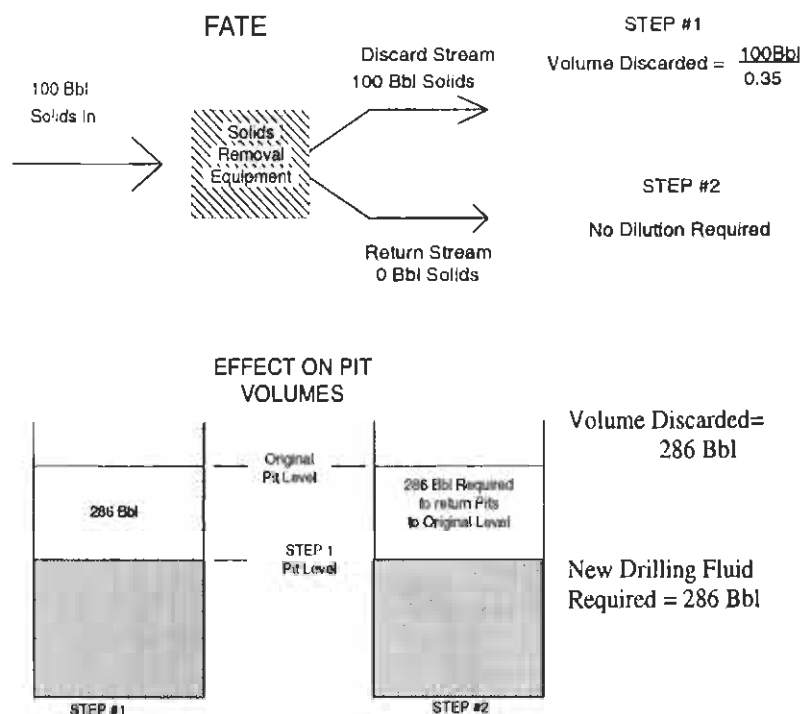 FATE
100 Bbl
Solids In
Solids
Removal
Equipment
Discard Stream
100 Bbl Solids
Return Stream
0 Bbl Solids
STEP #1
Volume Discarded = 100Bbl
0.35
STEP #2
No Dilution Required
EFFECT ON PIT
VOLUMES
286 Bbl
Original
Pit Level
STEP 1
Pit Level
286 Bbl Required
to return Pits
to Original Level
STEP #1
STEP #2
Volume Discarded=
286 Bbl
New Drilling Fluid
Required = 286 Bbl